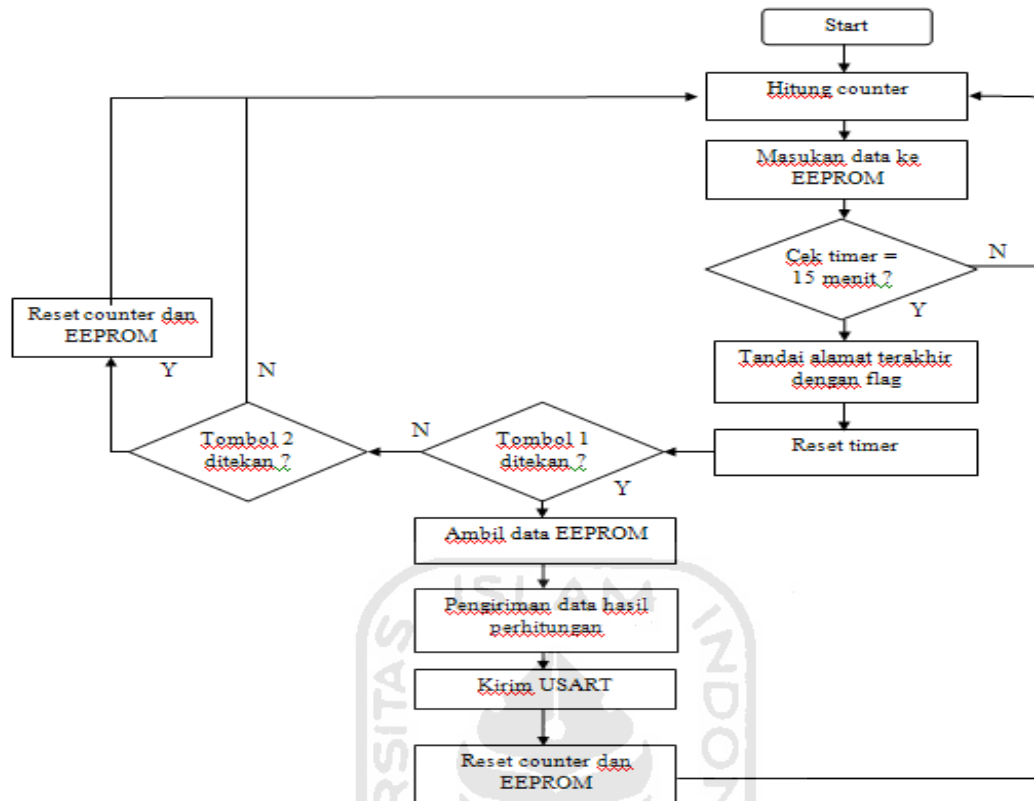 Start
Hitung counter
Masukan data ke
EEPROM
Cek timer =
15 menit ?
N
Y
Tandai alamat terakhir
dengan flag
Reset timer
Tombol 1
ditekan ?
N
Y
Tombol 2
ditekan ?
Y
N
Reset counter dan
EEPROM
Ambil data EEPROM
Pengiriman data hasil
perhitungan
Kirim USART
Reset counter dan
EEPROM
ISLAM